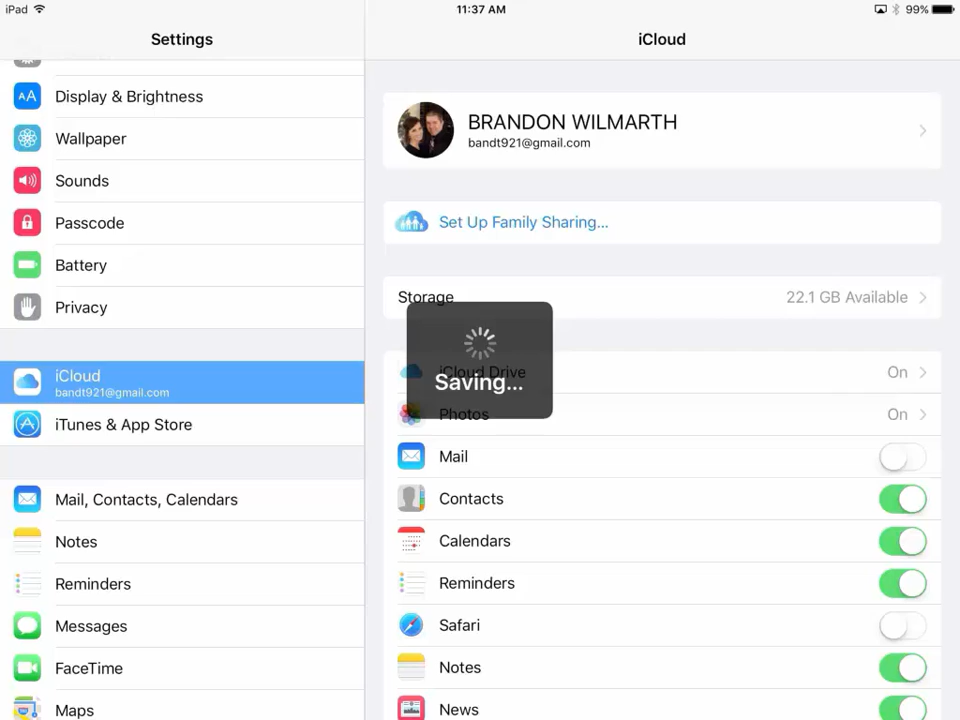 iPad
11:37 AM
99%
Settings
iCloud
Display & Brightness
Wallpaper
Sounds
Passcode
Battery
Privacy
iCloud
bandt921@gmail.com
iTunes & App Store
Mail, Contacts, Calendars
Notes
Reminders
Messages
FaceTime
Maps
BRANDON WILMARTH
bandt921@gmail.com
Set Up Family Sharing...
Storage 22.1 GB Available
iCloud Drive On
Saving...
Photos On
Mail
Contacts
Calendars
Reminders
Safari
Notes
News